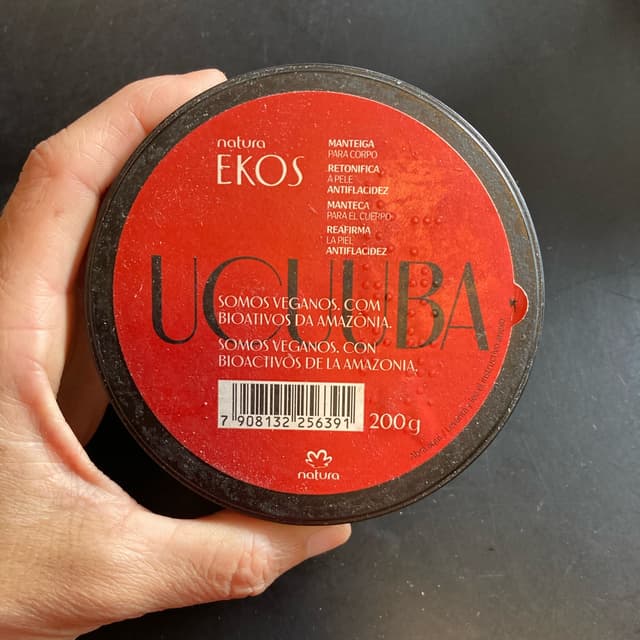 natura
EKOS
MANTEIGA
PARA CORPO
RETONIFICA
A PELE
ANTIFLACIDEZ
MANTECA
PARA EL CUERPO
REAFIRMA
LA PIEL
ANTIFLACIDEZ
UCUUBA
SOMOS VEGANOS. COM
BIOATIVOS DA AMAZÔNIA.
SOMOS VEGANOS. CON
BIOACTIVOS DE LA AMAZONIA.
7 908132 256391
200g
natura